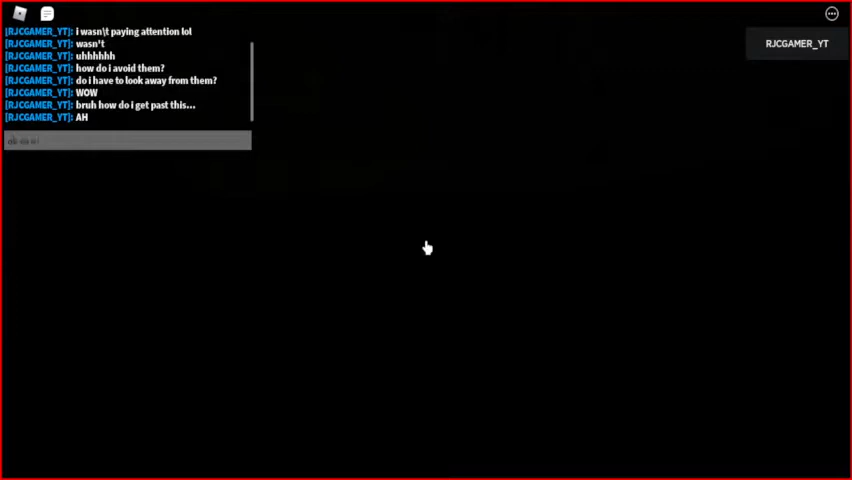 [RJCGAMER_YT]: i wasn\t paying attention lol
[RJCGAMER_YT]: wasn't
[RJCGAMER_YT]: uhhhhhh
[RJCGAMER_YT]: how do i avoid them?
[RJCGAMER_YT]: do i have to look away from them?
[RJCGAMER_YT]: WOW
[RJCGAMER_YT]: bruh how do i get past this...
[RJCGAMER_YT]: AH
RJCGAMER_YT